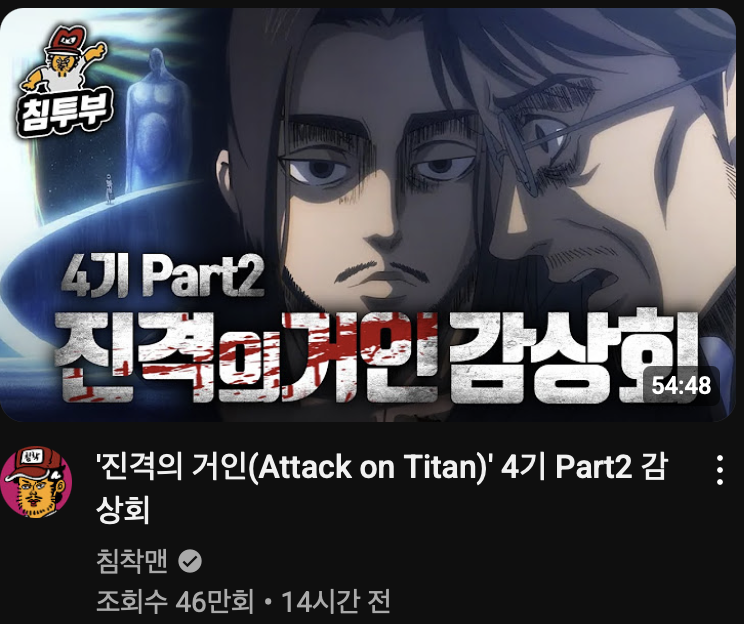 침투부
4기 Part2
진격의거인 감상회
54:48
'진격의 거인(Attack on Titan)' 4기 Part2 감
상회
침착맨
조회수 46만회 • 14시간 전